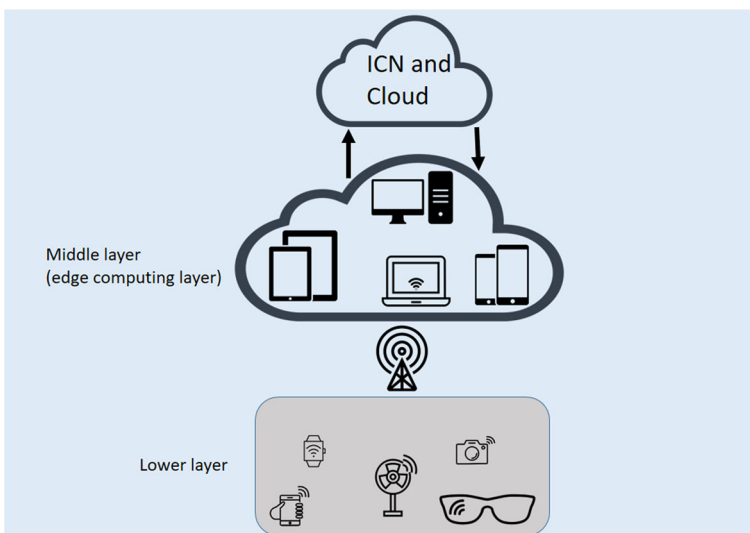 ICN and
Cloud
Middle layer
(edge computing layer)
Lower layer